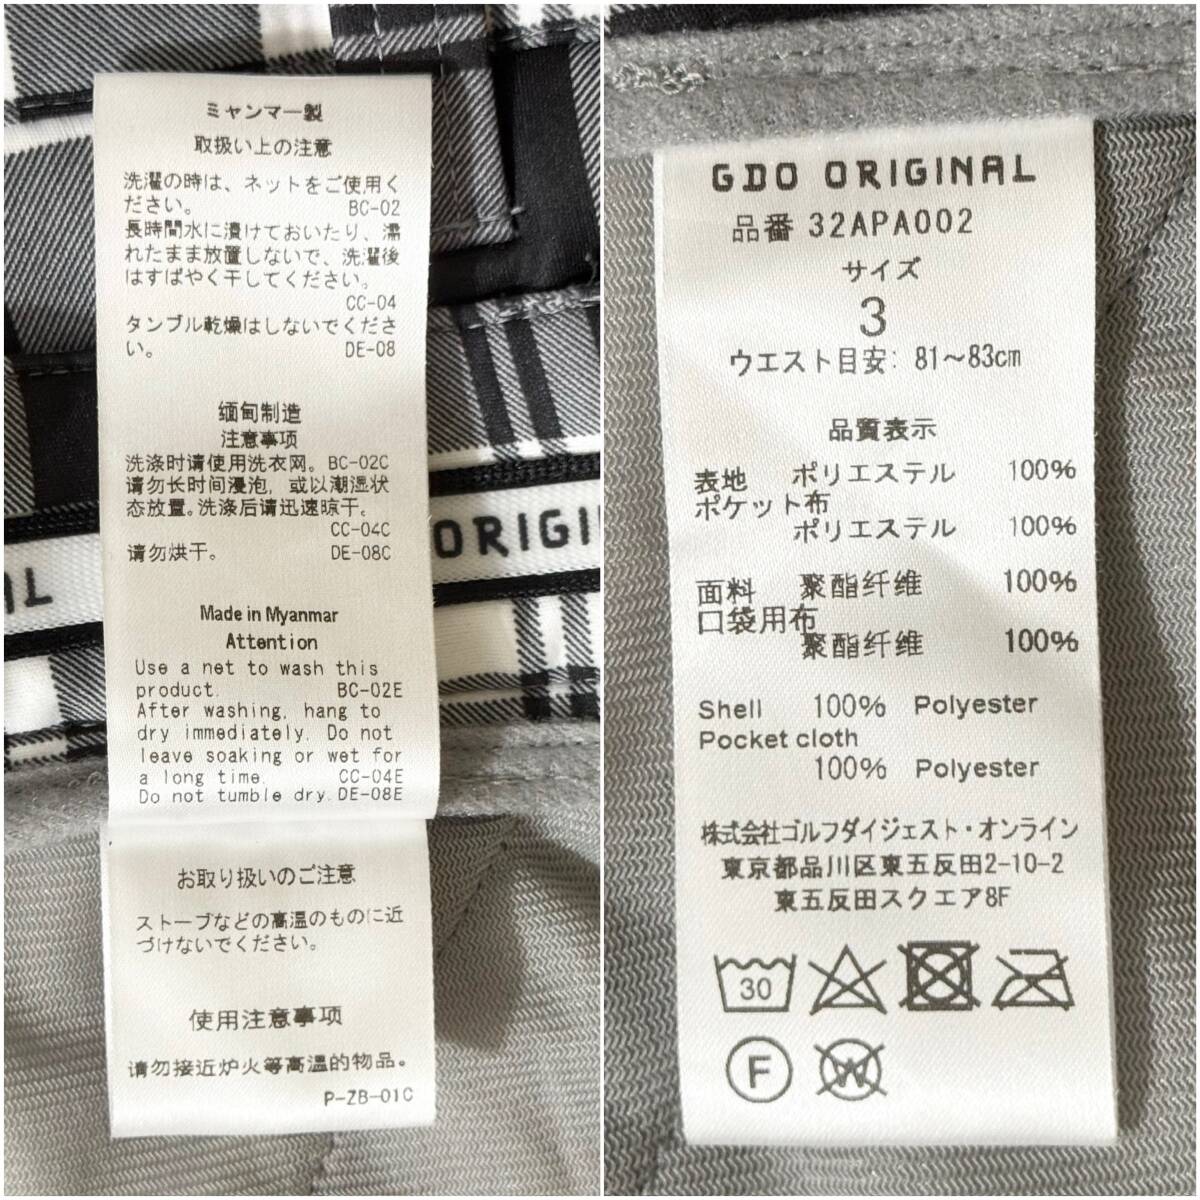 ミャンマー製
取扱い上の注意
洗濯の時は、ネットをご使用く
ださい。 BC-02
長時間水に漬けておいたり、濡
れたまま放置しないで、洗濯後
はすばやく干してください。
CC-04
タンブル乾燥はしないでくださ
い。 DE-08
缅甸制造
注意事项
洗涤时请使用洗衣网。BC-02C
请勿长时间浸泡, 或以潮湿状
态放置。洗涤后请迅速晾干。
CC-04C
请勿烘干。 DE-08C
Made in Myanmar
Attention
Use a net to wash this
product. BC-02E
After washing, hang to
dry immediately. Do not
leave soaking or wet for
a long time. CC-04E
Do not tumble dry. DE-08E
お取り扱いのご注意
ストーブなどの高温のものに近
づけないでください。
使用注意事项
请勿接近炉火等高温的物品。
P-ZB-01C
AL
ORIGI
GDO ORIGINAL
品番 32APA002
サイズ
3
ウエスト目安: 81〜83cm
品質表示
表地 ポリエステル 100%
ポケット布
ポリエステル 100%
面料 聚酯纤维 100%
口袋用布
聚酯纤维 100%
Shell 100% Polyester
Pocket cloth
100% Polyester
株式会社ゴルフダイジェスト・オンライン
東京都品川区東五反田2-10-2
東五反田スクエア8F
30
F W